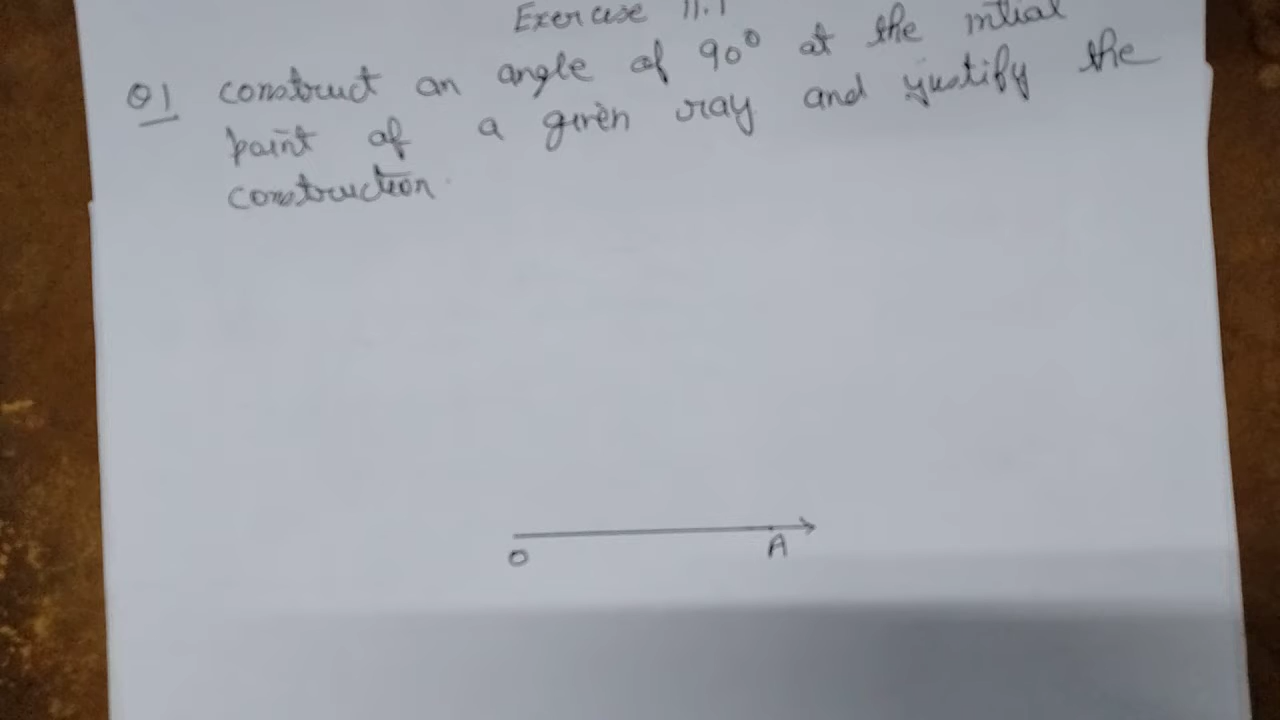 Exercise 11.1
Q1 construct an angle of 90° at the intial
point of a given ray and justify the
construction.
O A